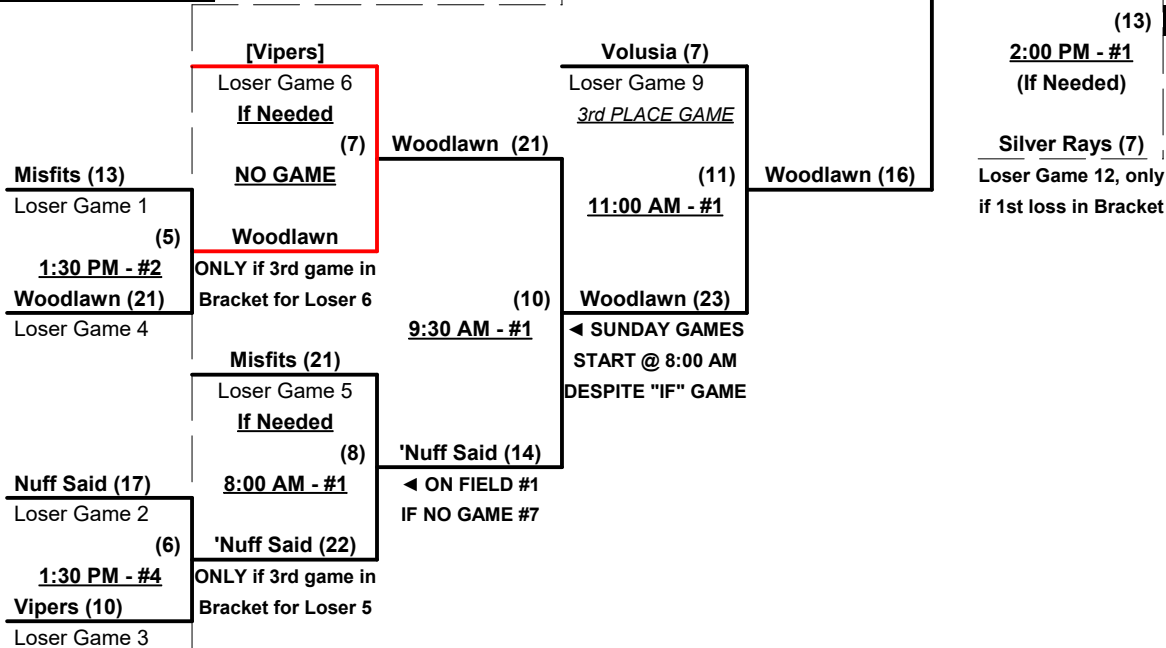 (13)
[Vipers]
Volusia (7)
2:00 PM - #1
Loser Game 6
Loser Game 9
(If Needed)
If Needed
3rd PLACE GAME
(7)
Woodlawn (21)
Silver Rays (7)
Misfits (13)
NO GAME
(11)
Woodlawn (16)
Loser Game 12, only
Loser Game 1
11:00 AM - #1
if 1st loss in Bracket
(5)
Woodlawn
1:30 PM - #2
ONLY if 3rd game in
Woodlawn (21)
Bracket for Loser 6
(10)
Woodlawn (23)
Loser Game 4
9:30 AM - #1
◄ SUNDAY GAMES
Misfits (21)
START @ 8:00 AM
Loser Game 5
DESPITE "IF" GAME
If Needed
(8)
'Nuff Said (14)
Nuff Said (17)
8:00 AM - #1
◄ ON FIELD #1
Loser Game 2
IF NO GAME #7
(6)
'Nuff Said (22)
1:30 PM - #4
ONLY if 3rd game in
Vipers (10)
Bracket for Loser 5
Loser Game 3